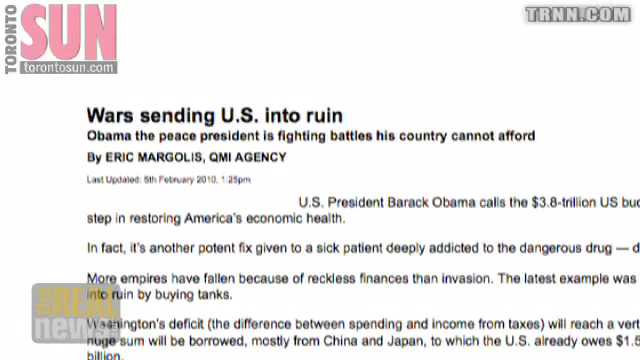 TORONTO SUN
torontosun.com
TRNN.COM
Wars sending U.S. into ruin
Obama the peace president is fighting battles his country cannot afford
By ERIC MARGOLIS, QMI AGENCY
Last Updated: 5th February 2010, 1:25pm
U.S. President Barack Obama calls the $3.8-trillion US bud
step in restoring America's economic health.
In fact, it's another potent fix given to a sick patient deeply addicted to the dangerous drug — d
More empires have fallen because of reckless finances than invasion. The latest example was
into ruin by buying tanks.
Washington's deficit (the difference between spending and income from taxes) will reach a vert
huge sum will be borrowed, mostly from China and Japan, to which the U.S. already owes $1.5
billion.
THE REAL
news